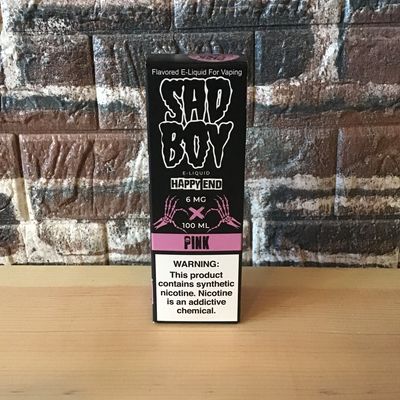 Flavored E-Liquid For Vaping
SAD
BOY
E-LIQUID
HAPPY END
6 MG
100 ML
PINK
WARNING:
This product
contains synthetic
nicotine. Nicotine
is an addictive
chemical.